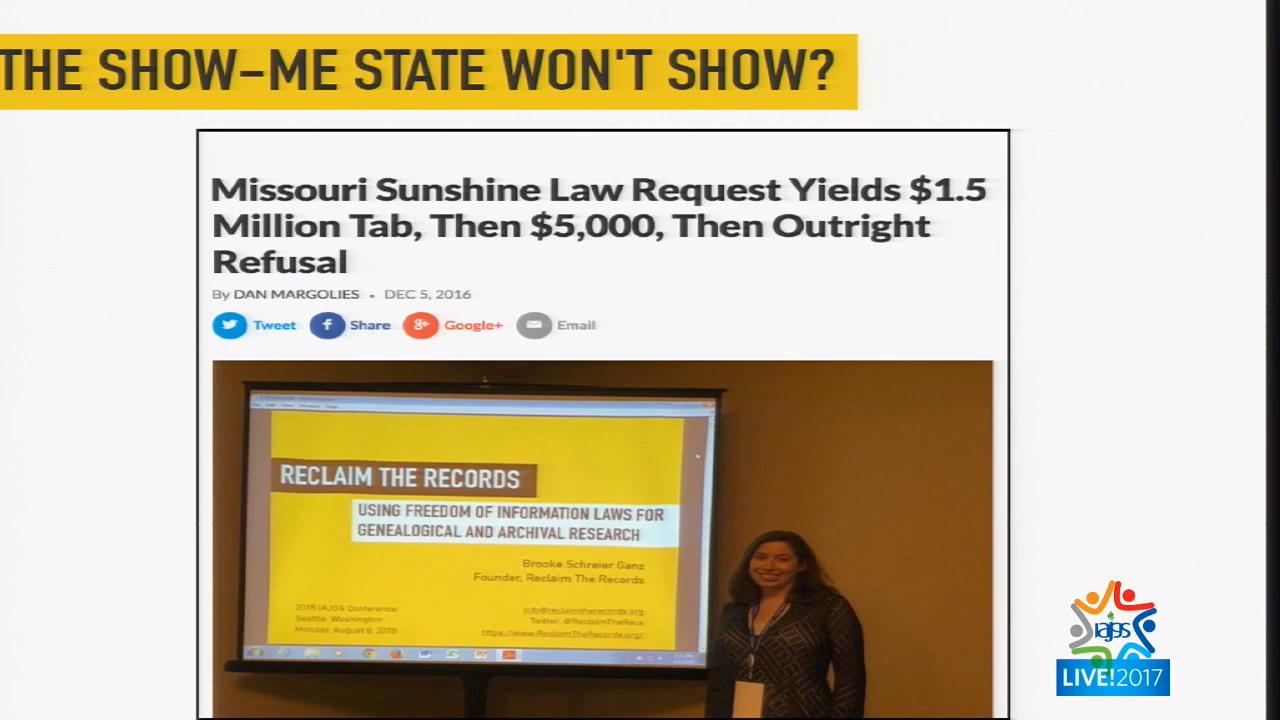 THE SHOW-ME STATE WON'T SHOW?
Missouri Sunshine Law Request Yields $1.5
Million Tab, Then $5,000, Then Outright
Refusal
By DAN MARGOLIES • DEC 5, 2016
Tweet Share Google+ Email
RECLAIM THE RECORDS
USING FREEDOM OF INFORMATION LAWS FOR
GENEALOGICAL AND ARCHIVAL RESEARCH
Brooke Schreier Ganz
Founder, Reclaim The Records
2016 IAJGS Conference
Seattle, Washington
Monday, August 8, 2016
info@reclaimtherecords.org
Twitter: @ReclaimTheRecs
https://www.ReclaimTheRecords.org/
iajgs
LIVE!2017